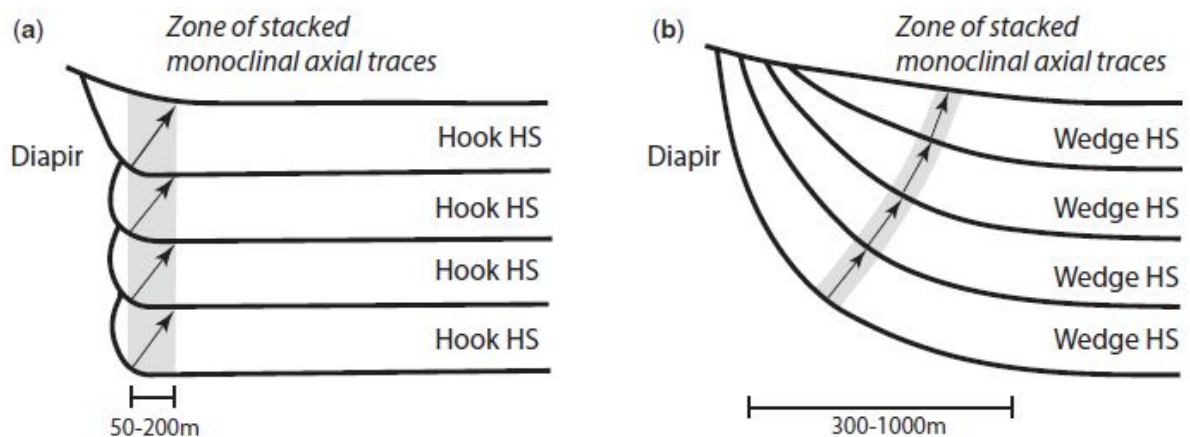 (a)
Zone of stacked
monoclinal axial traces
Diapir
Hook HS
Hook HS
Hook HS
Hook HS
50-200m
(b)
Zone of stacked
monoclinal axial traces
Diapir
Wedge HS
Wedge HS
Wedge HS
Wedge HS
300-1000m